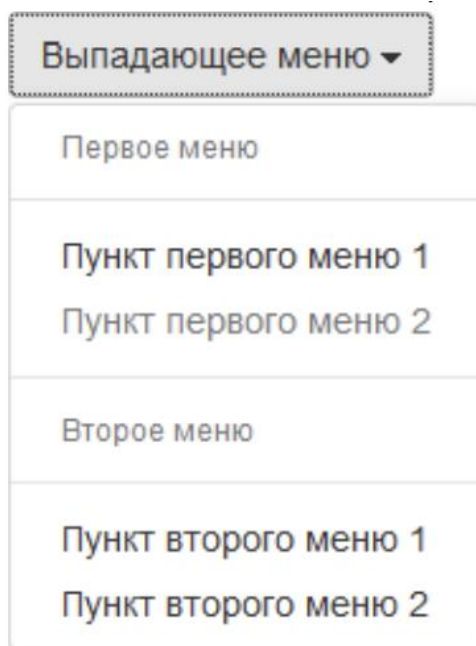 Выпадающее меню
Первое меню
Пункт первого меню 1
Пункт первого меню 2
Второе меню
Пункт второго меню 1
Пункт второго меню 2